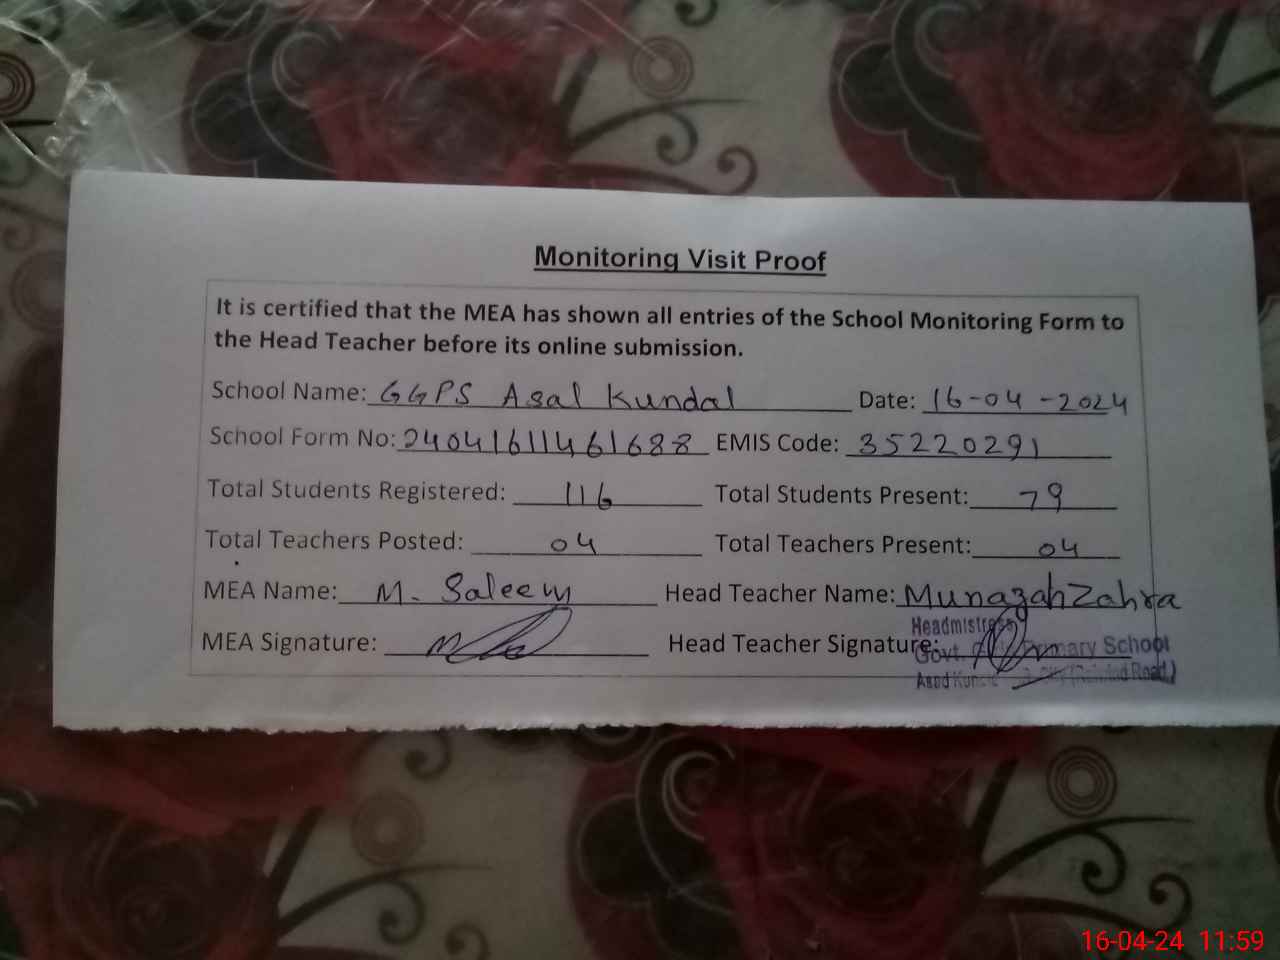 Monitoring Visit Proof
It is certified that the MEA has shown all entries of the School Monitoring Form to
the Head Teacher before its online submission.
School Name: GGPS Asal Kundal Date: 16-04-2024
School Form No: 24041611461688 EMIS Code: 35220291
Total Students Registered: 116 Total Students Present: 79
Total Teachers Posted: 04 Total Teachers Present: 04
MEA Name: M. Saleem Head Teacher Name: Munazah Zahra
Headmistress
MEA Signature: Head Teacher Signature:
Govt. Primary School
Road)
16-04-24 11:59